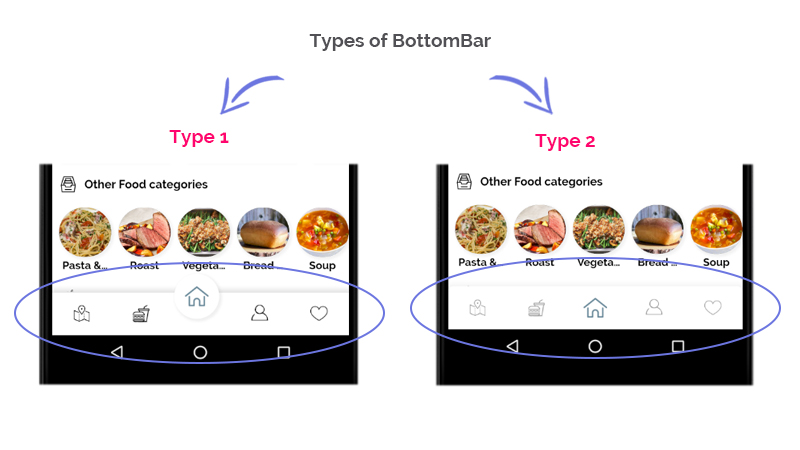 Types of BottomBar
Type 1
Type 2
Other Food categories
Pasta &... Roast Vegeta... Bread Soup
Other Food categories
Pasta &... Roast Vegeta... Bread ... Soup